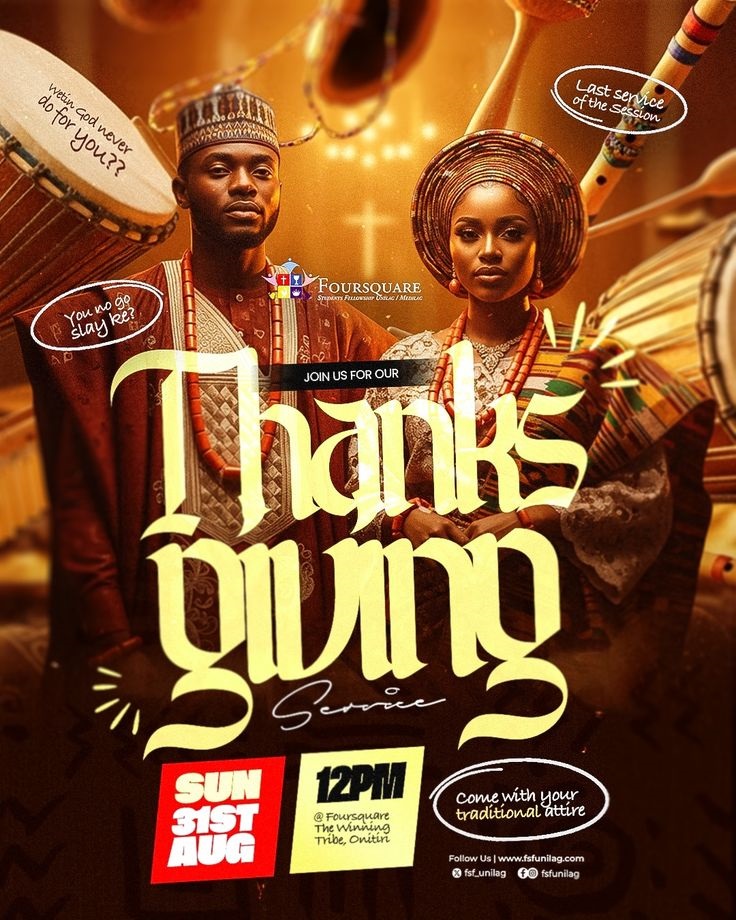 Wetin God never
do for you??
Last service
of the Session
You no go
slay ke?
FOURSQUARE
STUDENTS FELLOWSHIP UNILAG / MEDILAG
JOIN US FOR OUR
Thanks
giving
Service
SUN
31ST
AUG
12PM
@ Foursquare
The Winning
Tribe, Onitiri
Come with your
traditional attire
Follow Us | www.fsfunilag.com
fsf_unilag fsfunilag